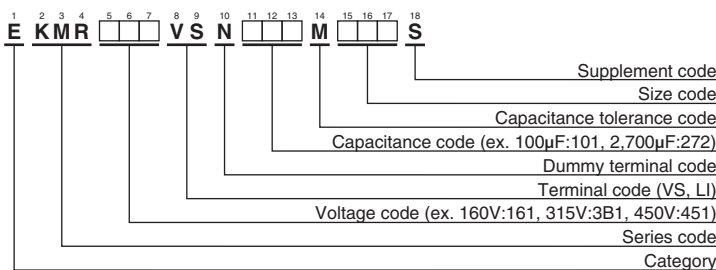 1 2 3 4 5 6 7 8 9 10 11 12 13 14 15 16 17 18
E KMR VS N M S
Supplement code
Size code
Capacitance tolerance code
Capacitance code (ex. 100µF:101, 2,700µF:272)
Dummy terminal code
Terminal code (VS, LI)
Voltage code (ex. 160V:161, 315V:3B1, 450V:451)
Series code
Category